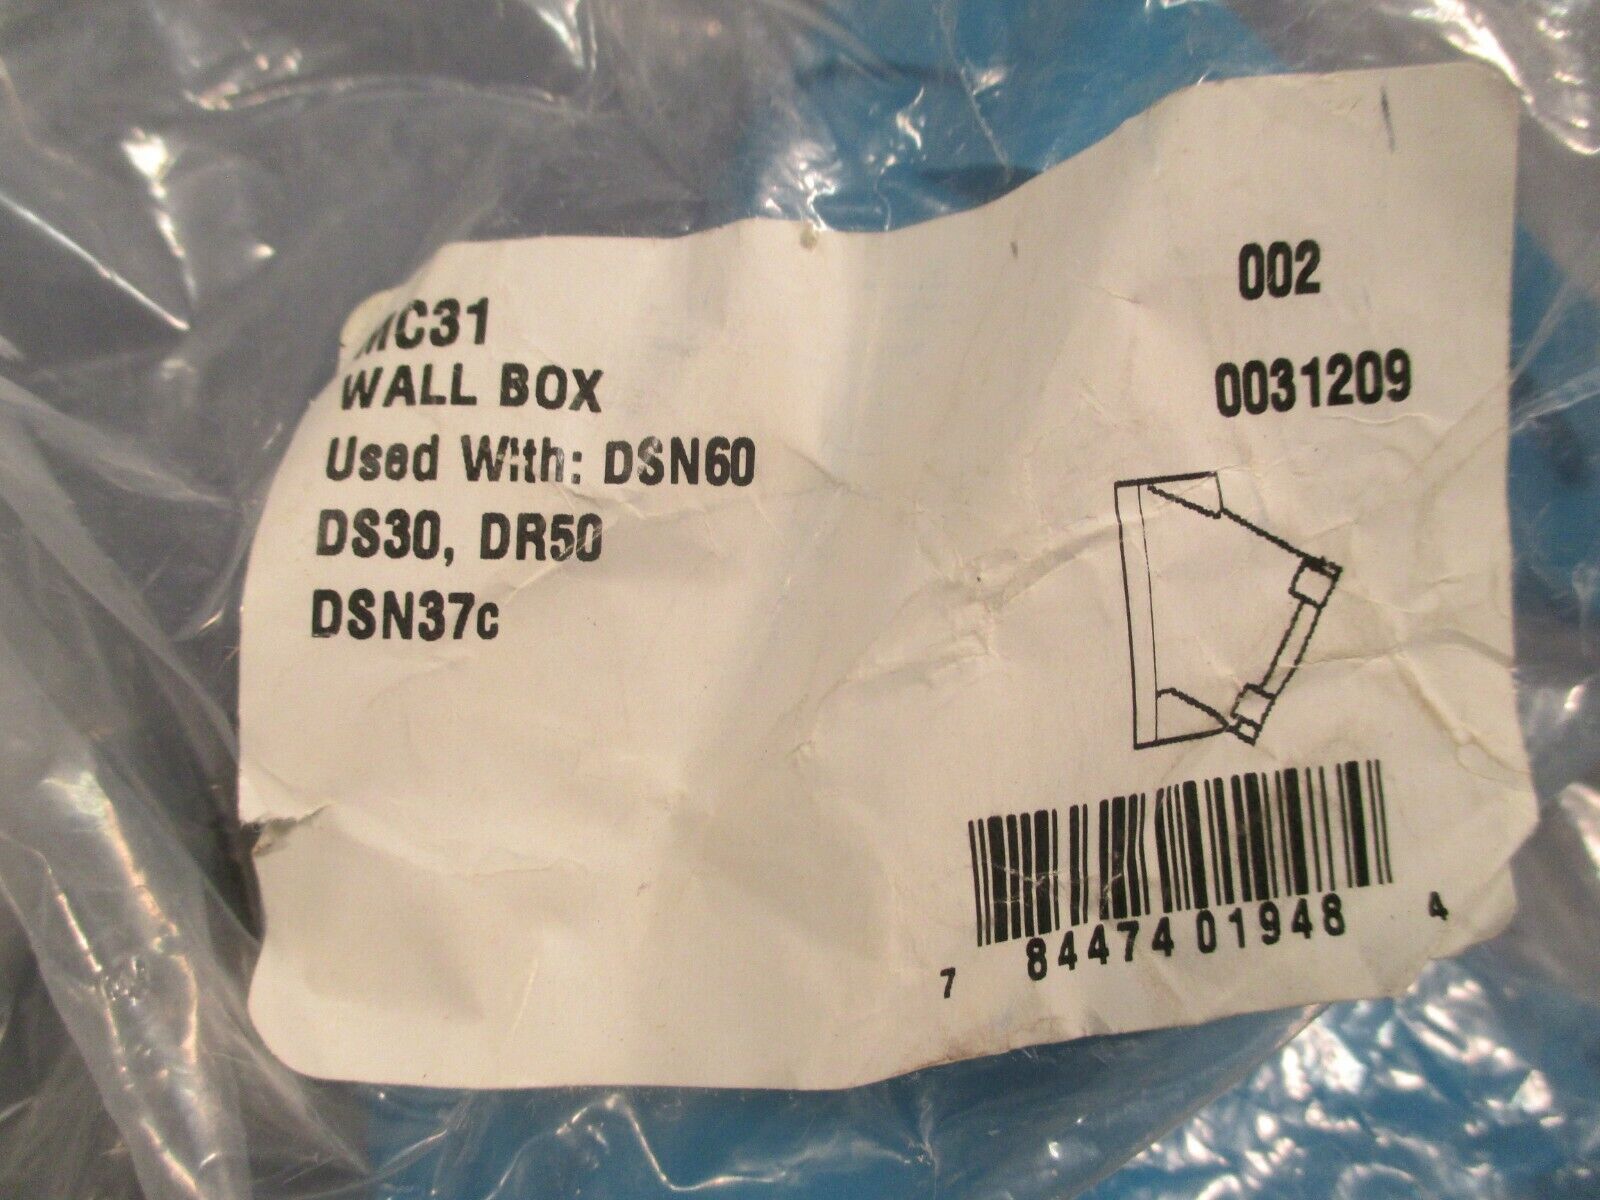 MC31
WALL BOX
Used With: DSN60
DS30, DR50
DSN37c
002
0031209
7 84474 01948 4